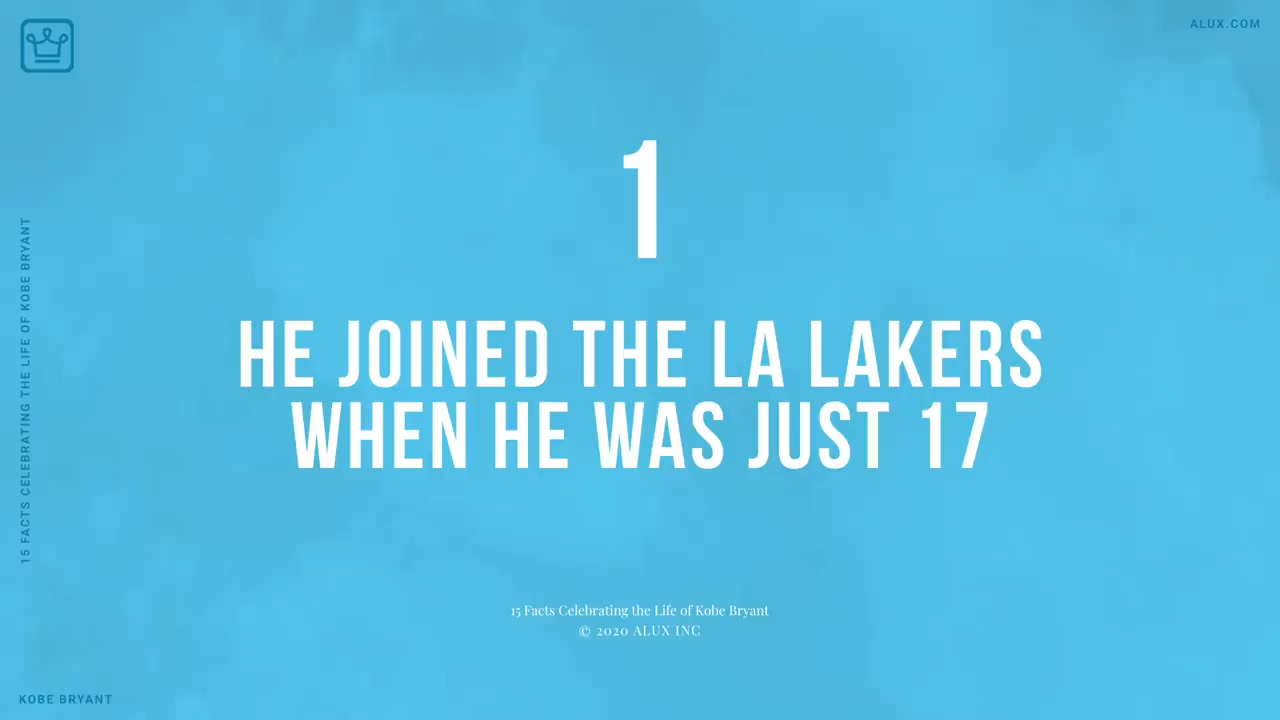 ALUX.COM
1
HE JOINED THE LA LAKERS
WHEN HE WAS JUST 17
15 FACTS CELEBRATING THE LIFE OF KOBE BRYANT
15 Facts Celebrating the Life of Kobe Bryant
© 2020 ALUX INC
KOBE BRYANT